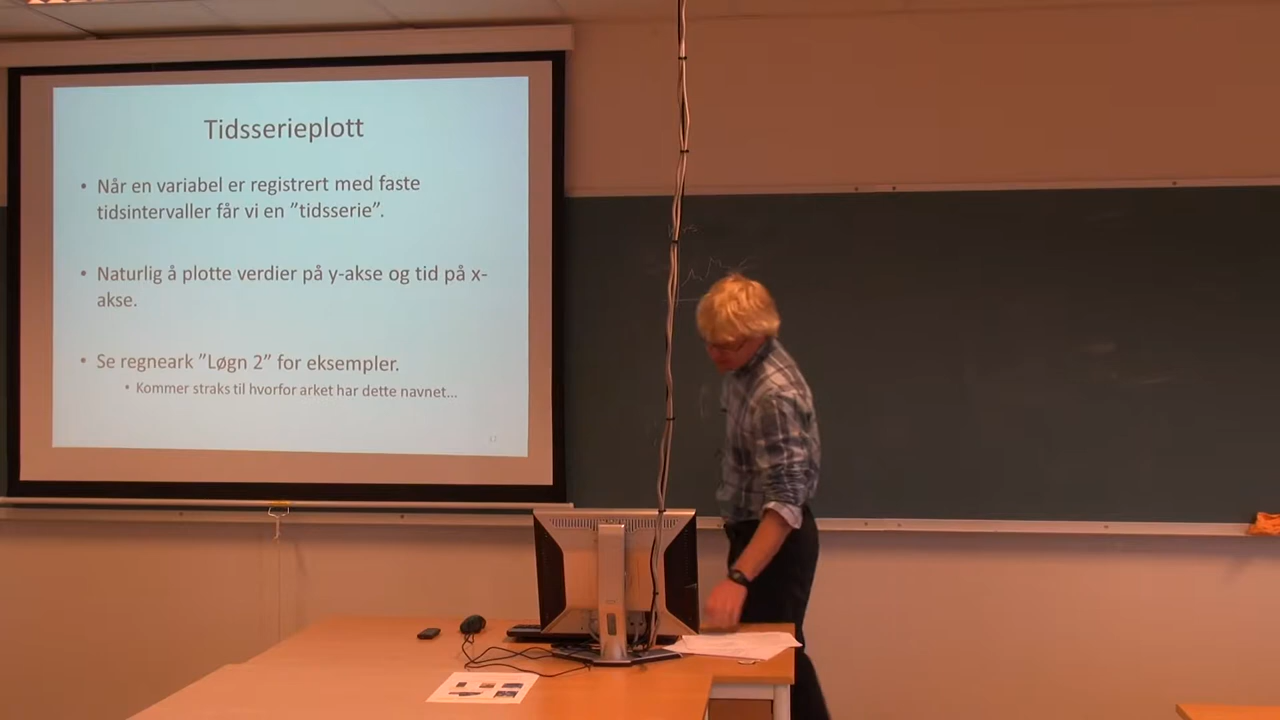 Tidsserieplott
• Når en variabel er registrert med faste
tidsintervaller får vi en ”tidsserie”.
• Naturlig å plotte verdier på y-akse og tid på x-
akse.
• Se regneark ”Løgn 2” for eksempler.
• Kommer straks til hvorfor arket har dette navnet...